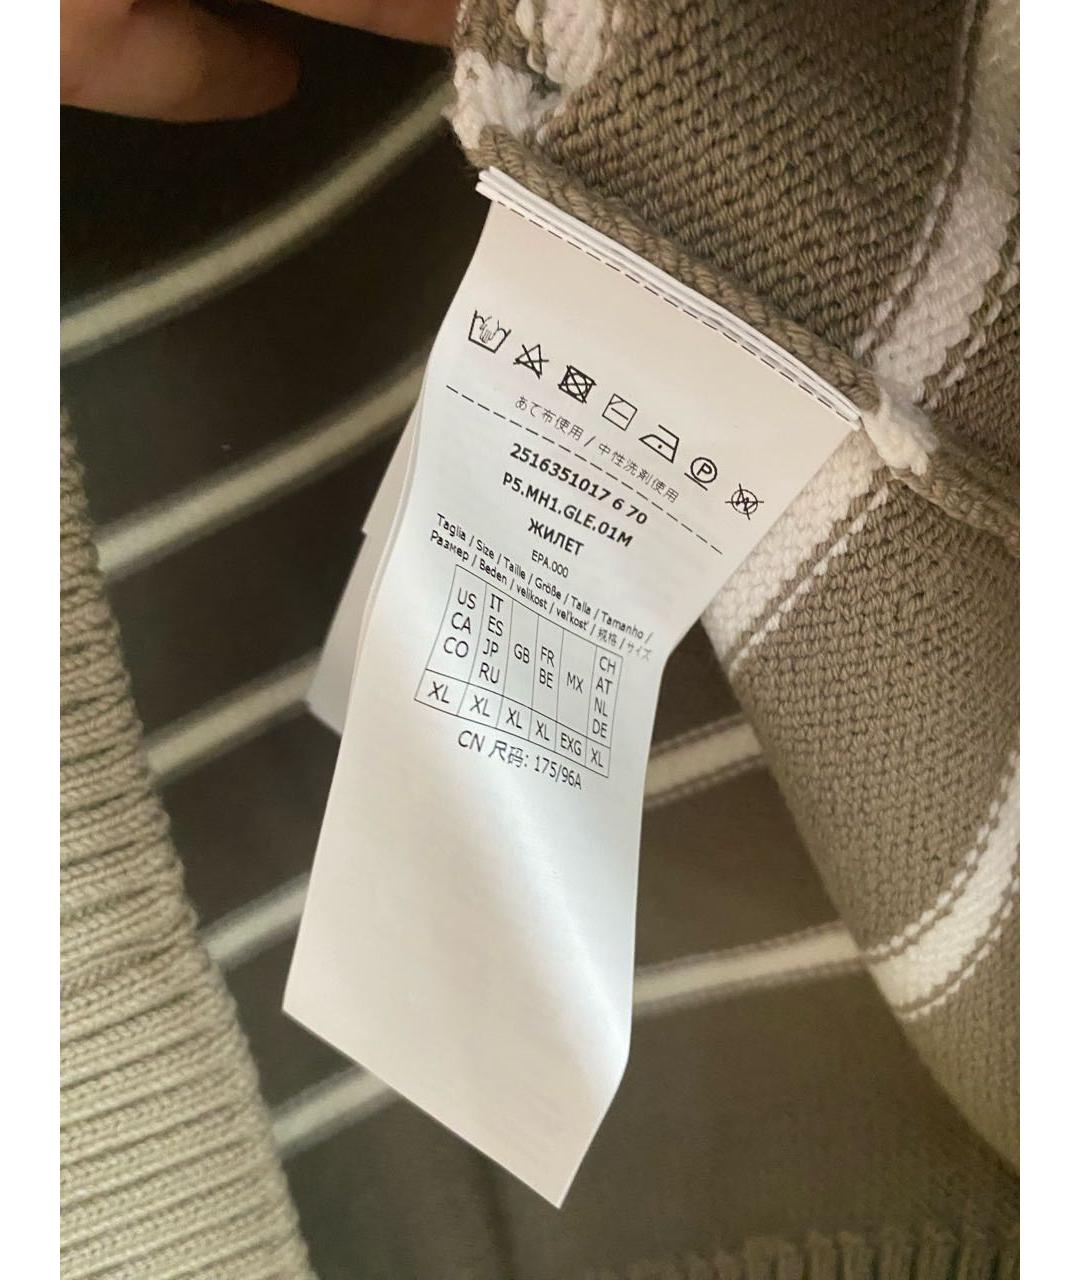 あて布使用 / 中性洗剤使用
2516351017 6 70
P5.MH1.GLE.01M
ЖИЛЕТ
EPA.000
Taglia / Size / Taille / Größe / Talla / Tamanho /
Размер / Beden / velikost / veľkosť / 规格 / サイズ
US CA CO IT ES JP RU GB FR BE MX CH AT NL DE
XL XL XL XL EXG XL
CN 尺码: 175/96A